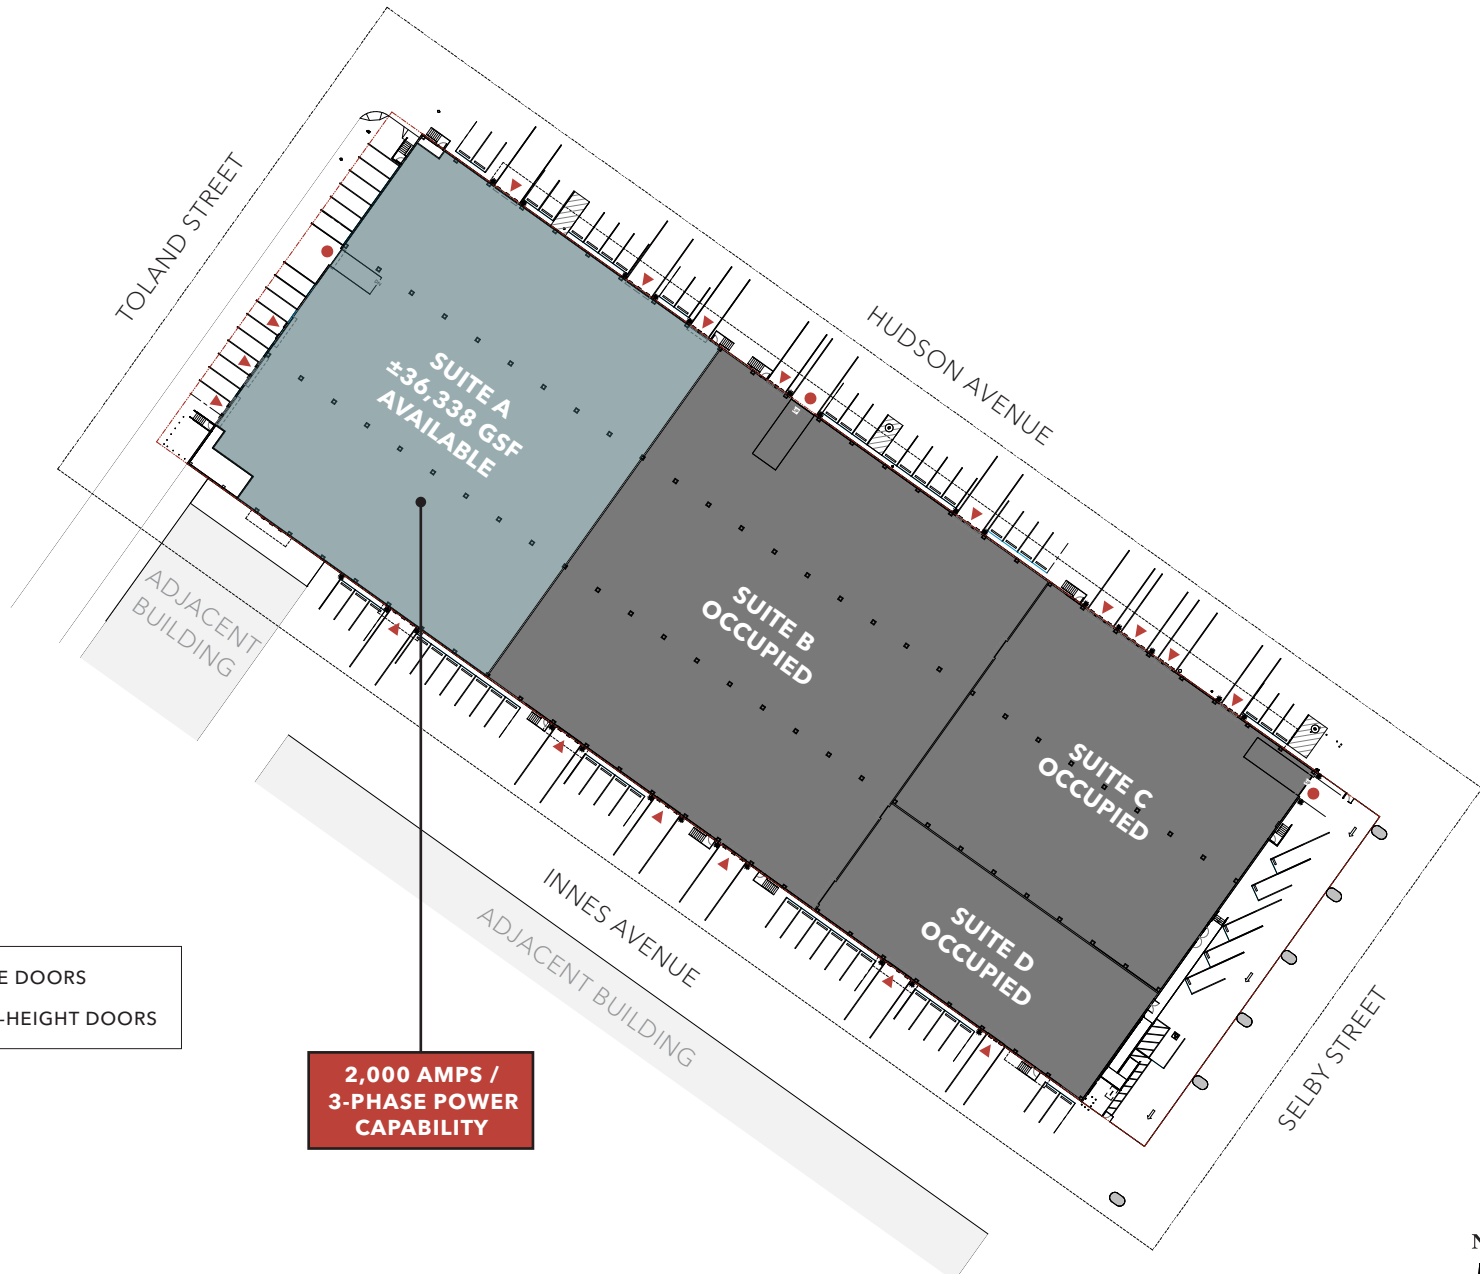 TOLAND STREET
HUDSON AVENUE
SUITE A
±36,338 GSF
AVAILABLE
SUITE B
OCCUPIED
ADJACENT
BUILDING
SUITE C
OCCUPIED
SUITE D
OCCUPIED
INNES AVENUE
ADJACENT BUILDING
SELBY STREET
E DOORS
-HEIGHT DOORS
2,000 AMPS /
3-PHASE POWER
CAPABILITY
N